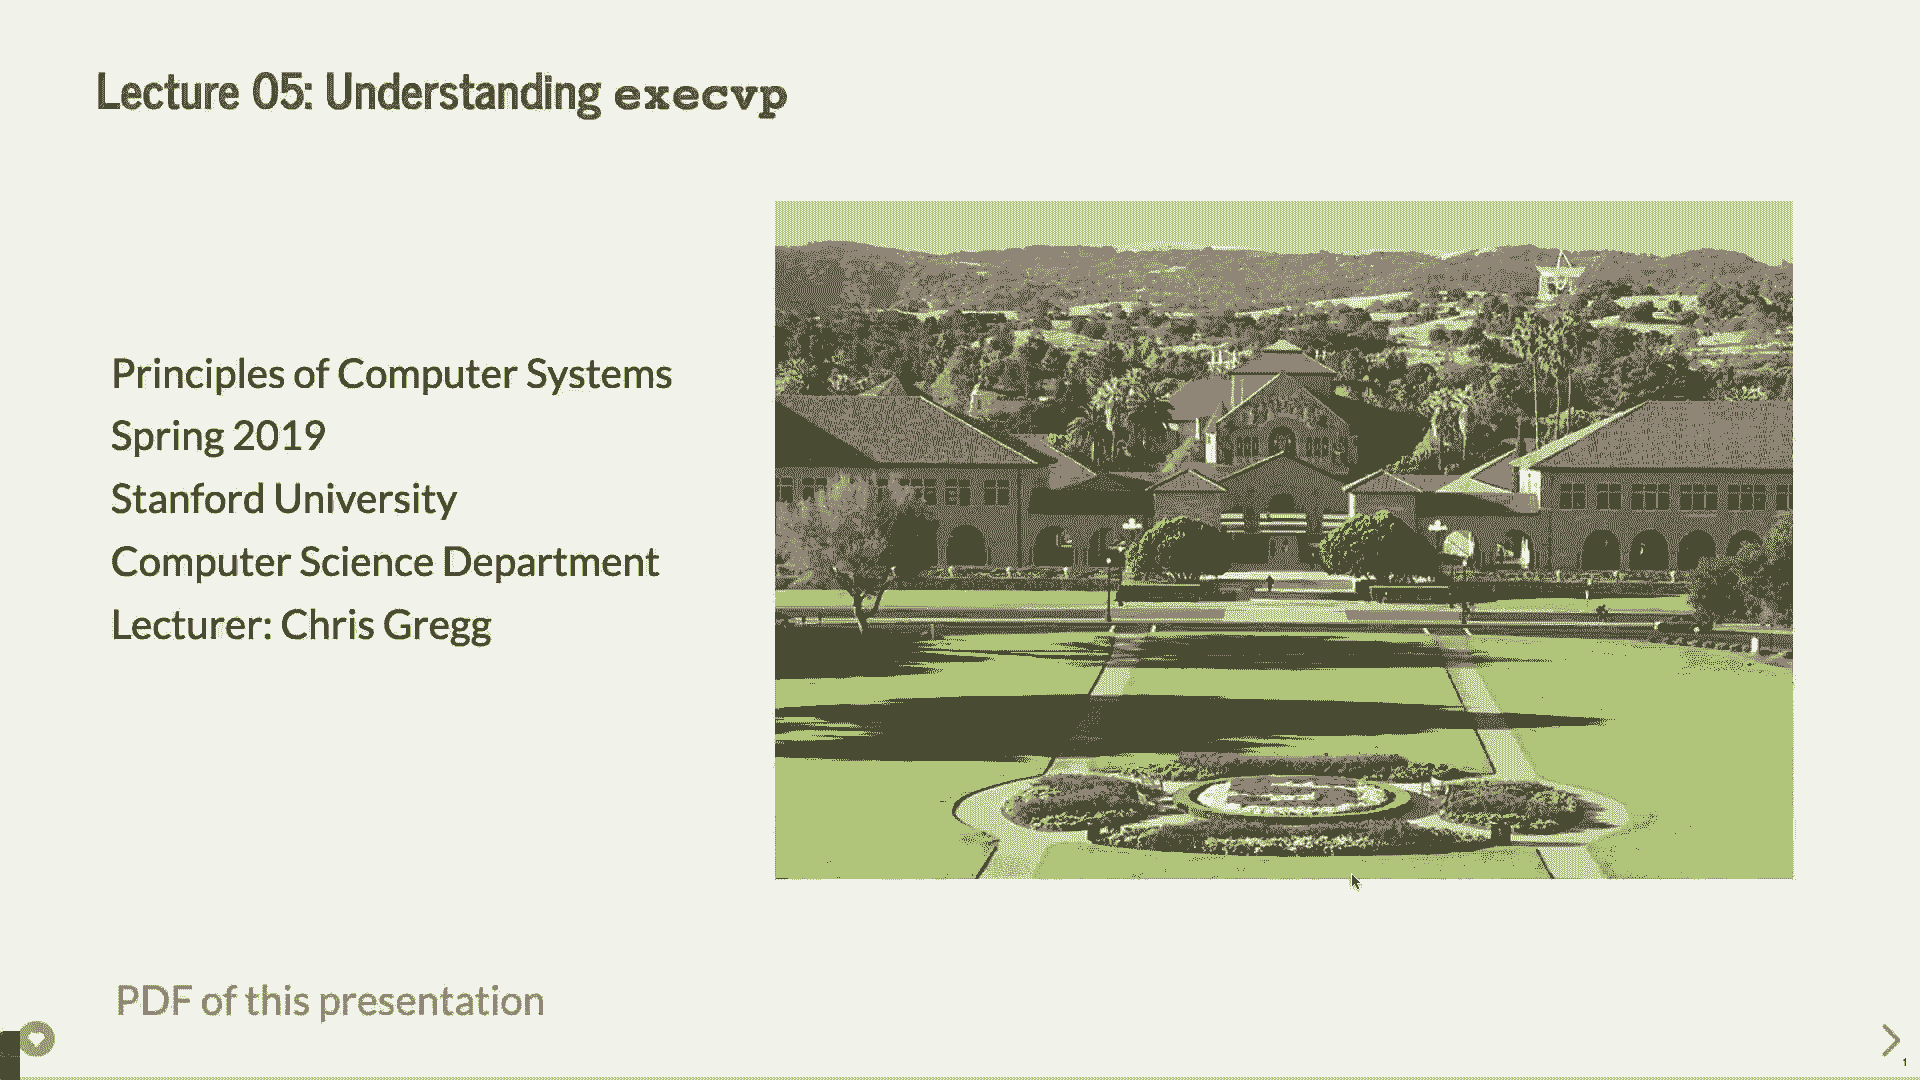 Lecture 05: Understanding execvp
Principles of Computer Systems
Spring 2019
Stanford University
Computer Science Department
Lecturer: Chris Gregg
PDF of this presentation
1